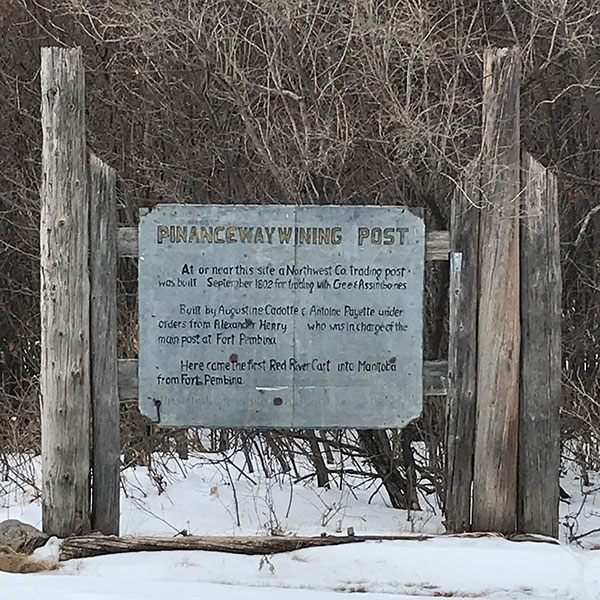 PINANCEWAYWINING POST
At or near this site a Northwest Co. trading post
was built September 1802 for trading with Cree & Assiniboines
Built by Augustine Cadotte & Antoine Payette under
orders from Alexander Henry who was in charge of the
main post at Fort Pembina
Here came the first Red River Cart into Manitoba
from Fort Pembina